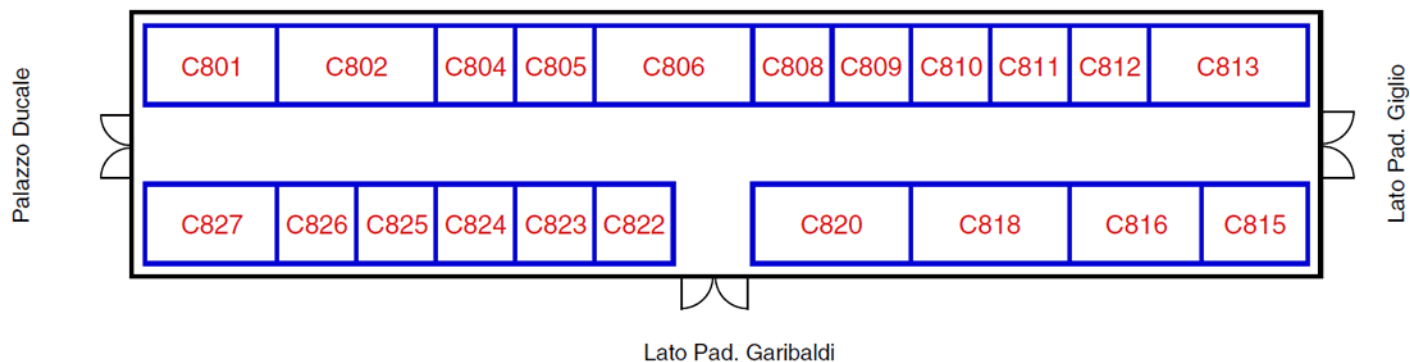 Palazzo Ducale
C801 C802 C804 C805 C806 C808 C809 C810 C811 C812 C813
C827 C826 C825 C824 C823 C822 C820 C818 C816 C815
Lato Pad. Giglio
Lato Pad. Garibaldi